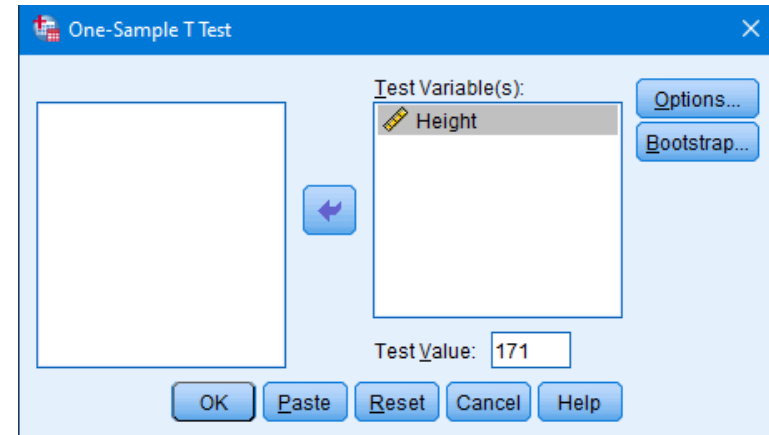 One-Sample T Test
Test Variable(s):
Height
Options...
Bootstrap...
Test Value: 171
OK Paste Reset Cancel Help